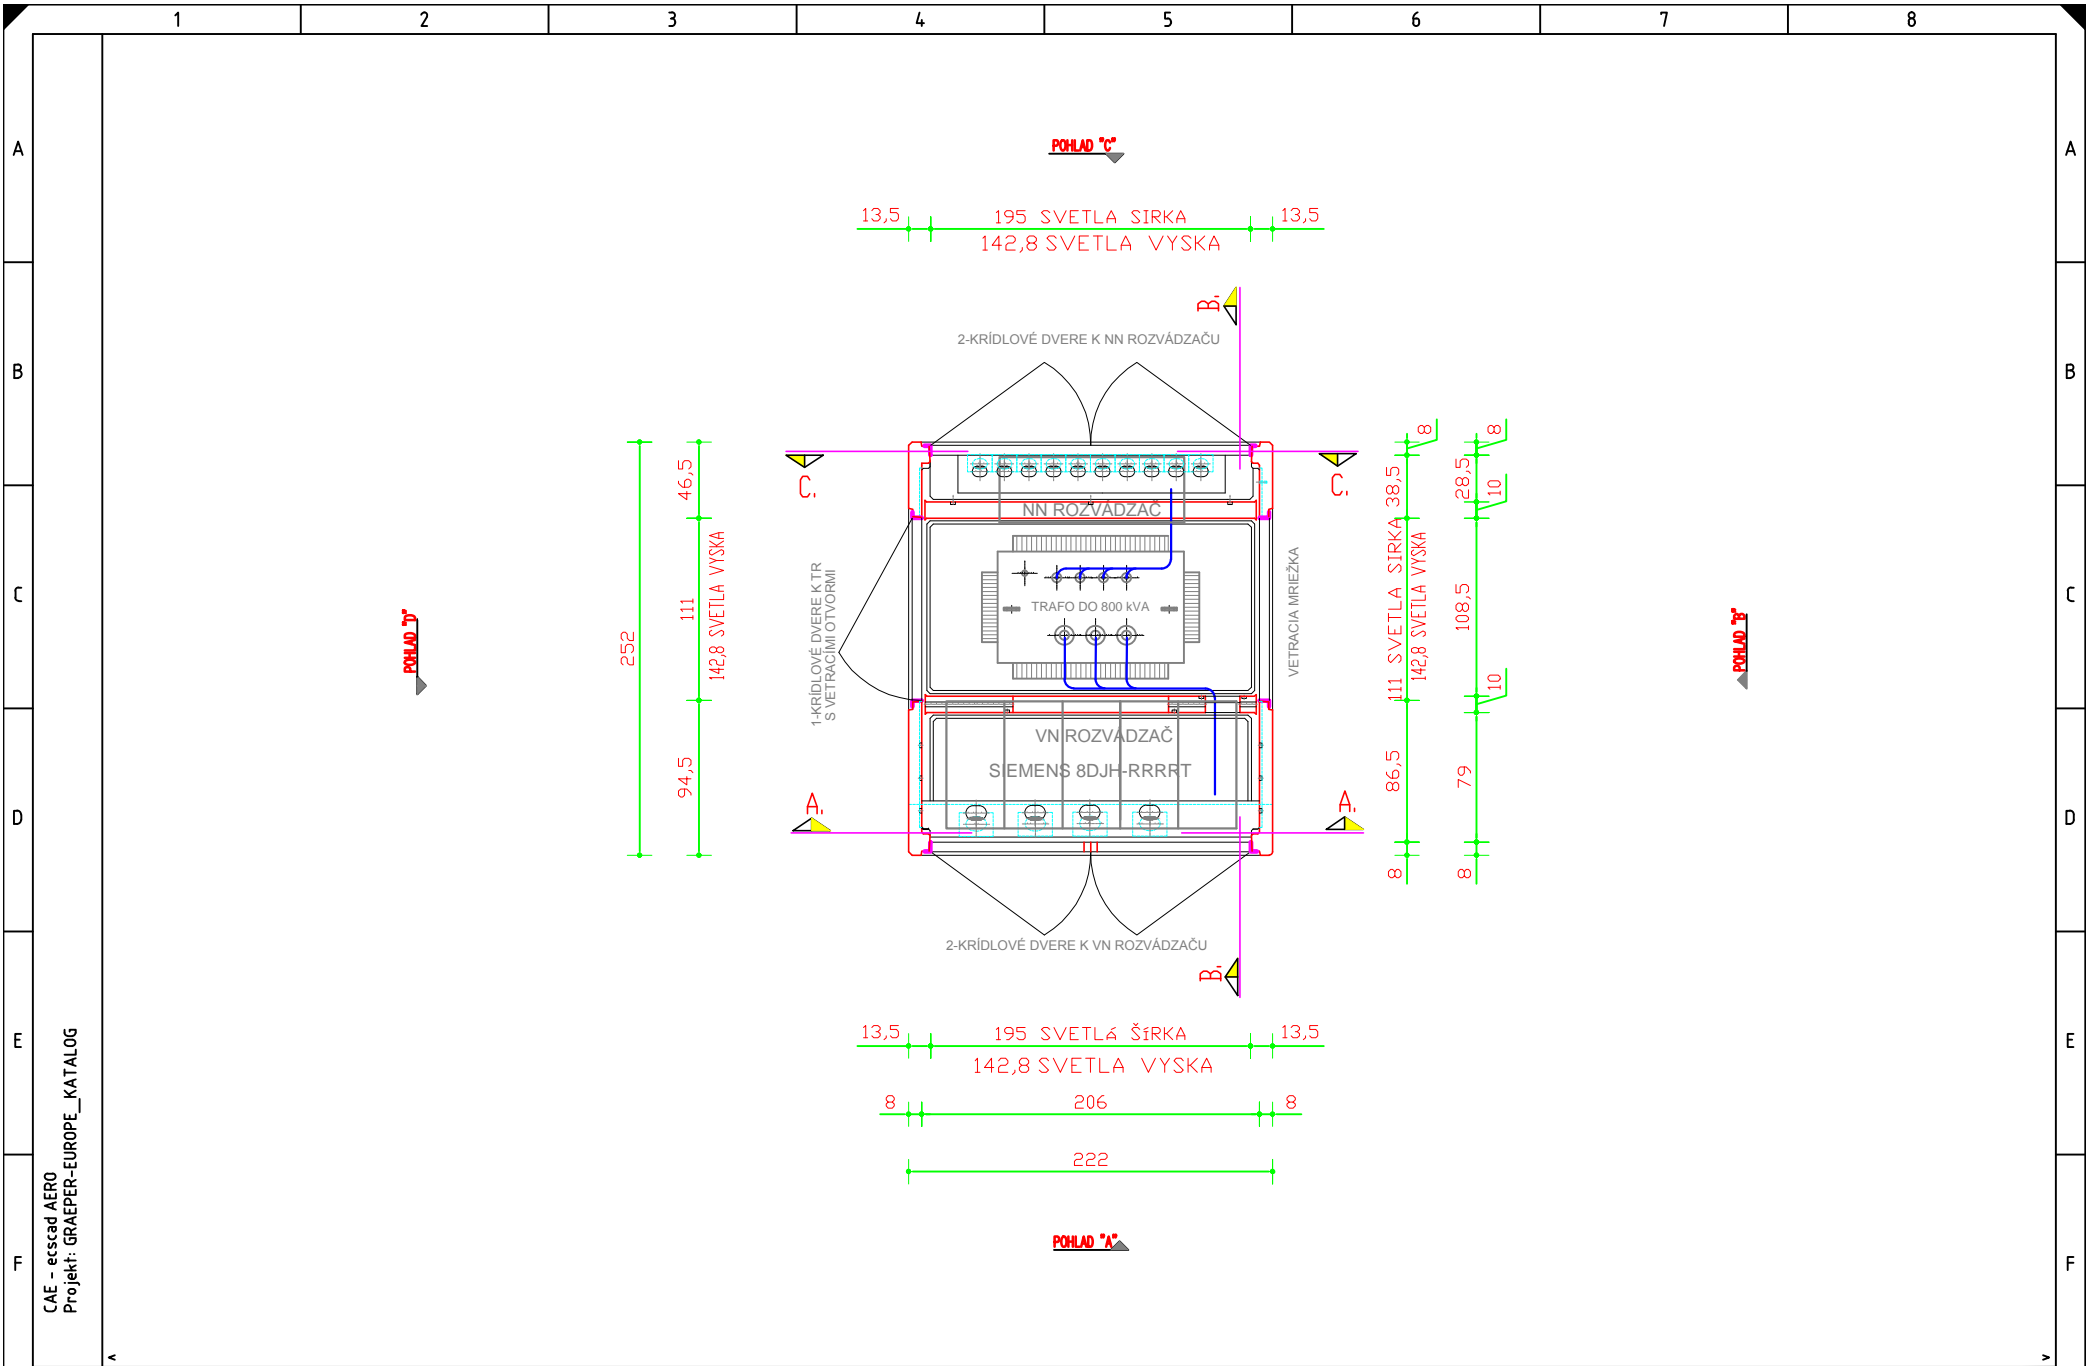 1 2 3 4 5 6 7 8
A A
POHLAD "C"
13,5 195 SVETLA SIRKA 13,5
142,8 SVETLA VYSKA
B.
2-KRÍDLOVÉ DVERE K NN ROZVÁDZAČU
B B
8 8
46,5
38,5
28,5
10
C. C.
NN ROZVÁDZAČ
C C
252
111
142,8 SVETLA VYSKA
1-KRÍDLOVÉ DVERE K TR
S VETRACÍMI OTVORMI
TRAFO DO 800 kVA
VETRACIA MRIEŽKA
111 SVETLA SIRKA
142,8 SVETLA VYSKA
108,5
POHLAD "D"
POHLAD "B"
10
VN ROZVÁDZAČ
SIEMENS 8DJH-RRRRT
94,5
86,5
79
A. A.
D D
8 8
2-KRÍDLOVÉ DVERE K VN ROZVÁDZAČU
B.
13,5 195 SVETLá ŠÍRKA 13,5
142,8 SVETLA VYSKA
E E
8 206 8
222
POHLAD "A"
F F
CAE - ecscad AERO
Projekt: GRAEPER-EUROPE_KATALOG
< >